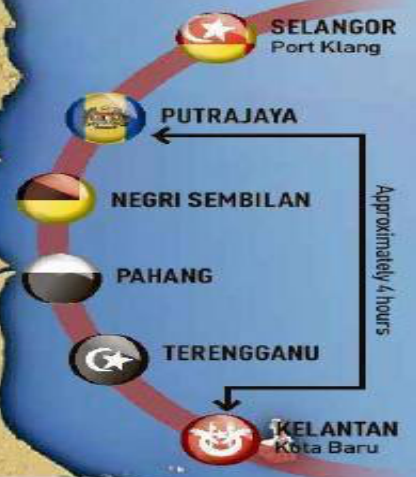 SELANGOR
Port Klang
PUTRAJAYA
NEGRI SEMBILAN
PAHANG
TERENGGANU
Approximately 4 hours
KELANTAN
Kota Baru